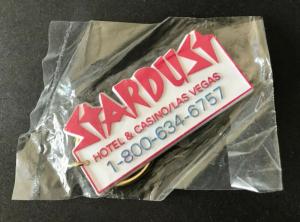 STARDUST
HOTEL & CASINO/LAS VEGAS
1-800-634-6757